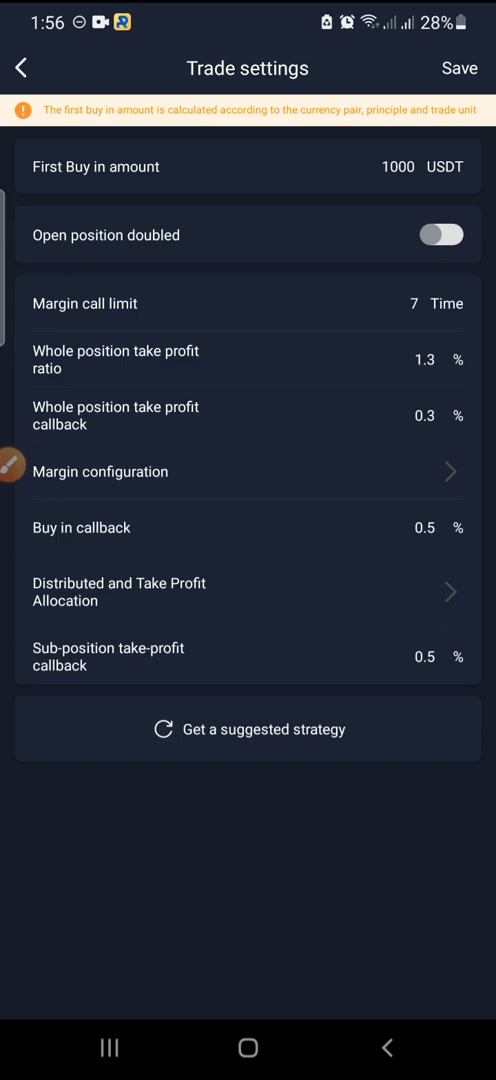 1:56 28%
Trade settings Save
The first buy in amount is calculated according to the currency pair, principle and trade unit
First Buy in amount 1000 USDT
Open position doubled
Margin call limit 7 Time
Whole position take profit
ratio 1.3 %
Whole position take profit
callback 0.3 %
Margin configuration
Buy in callback 0.5 %
Distributed and Take Profit
Allocation
Sub-position take-profit
callback 0.5 %
Get a suggested strategy